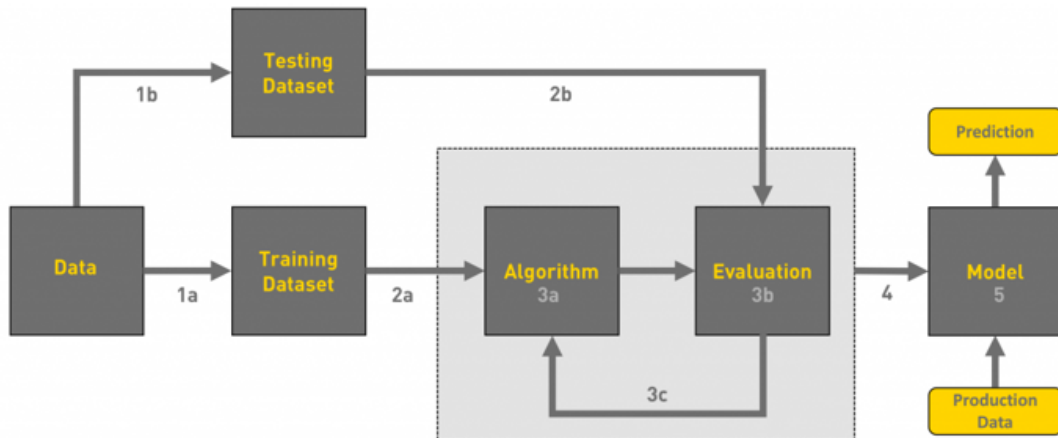 Testing
Dataset
1b
2b
Prediction
Data
1a
Training
Dataset
2a
Algorithm
3a
Evaluation
3b
4
Model
5
3c
Production
Data